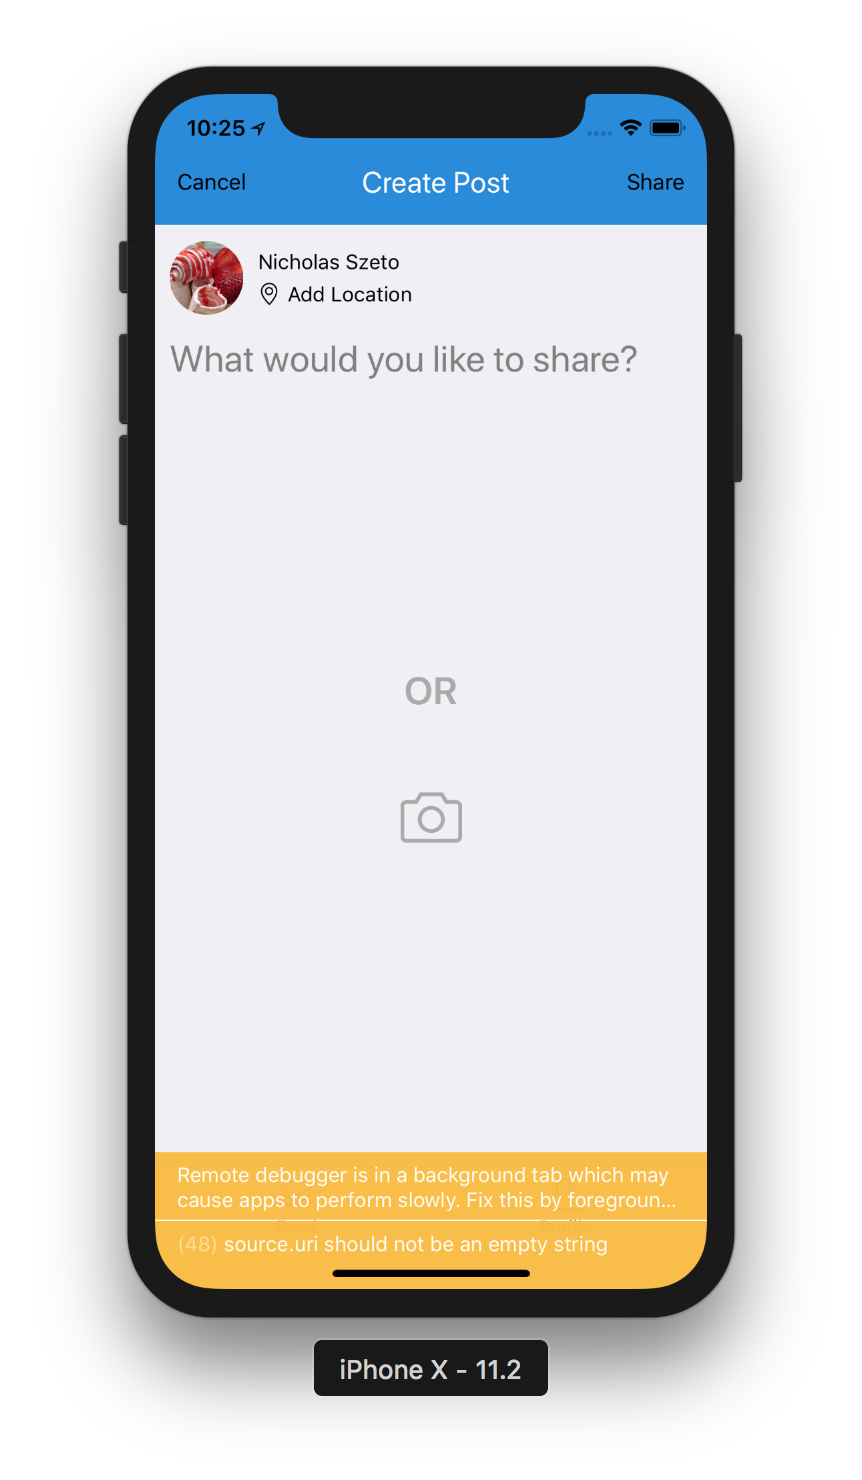 10:25
Cancel Create Post Share
Nicholas Szeto
Add Location
What would you like to share?
OR
Remote debugger is in a background tab which may
cause apps to perform slowly. Fix this by foregroun...
Feed Profile
(48) source.uri should not be an empty string
iPhone X - 11.2